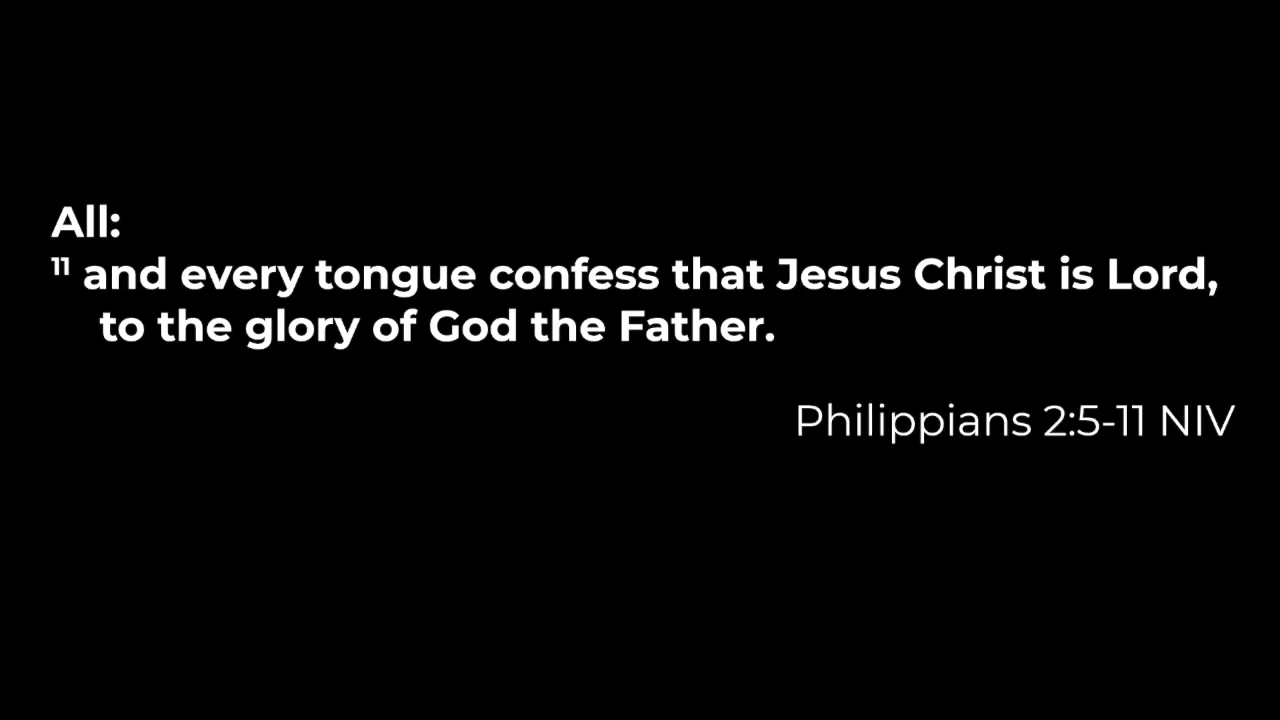 All:
¹¹ and every tongue confess that Jesus Christ is Lord,
to the glory of God the Father.
Philippians 2:5-11 NIV